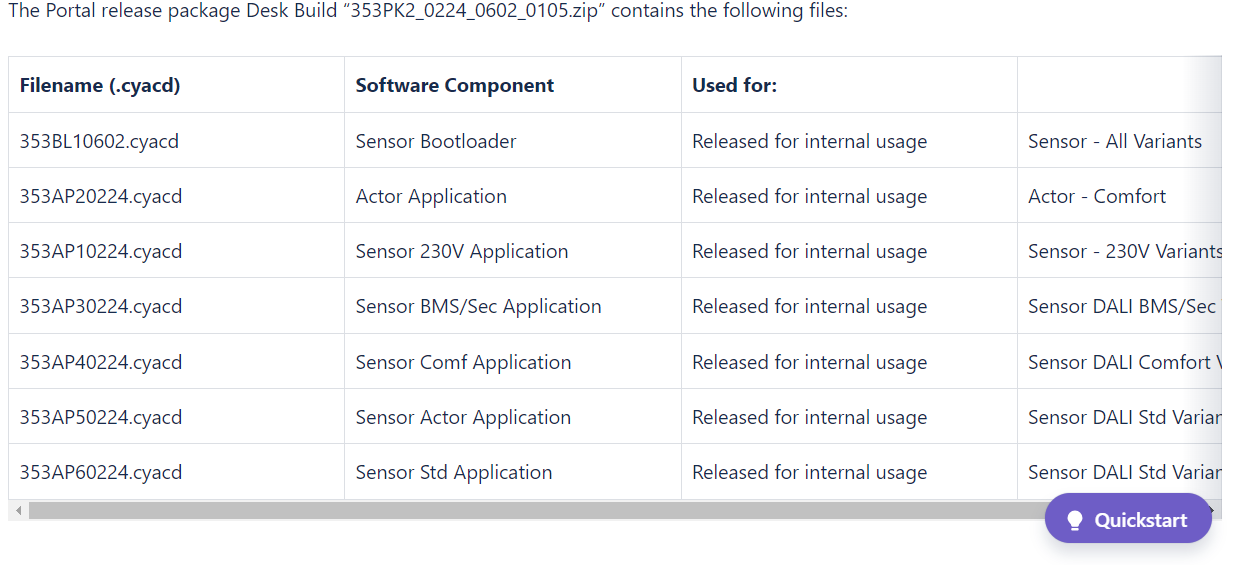 The Portal release package Desk Build “353PK2_0224_0602_0105.zip” contains the following files:
Filename (.cyacd) Software Component Used for:
353BL10602.cyacd Sensor Bootloader Released for internal usage Sensor - All Variants
353AP20224.cyacd Actor Application Released for internal usage Actor - Comfort
353AP10224.cyacd Sensor 230V Application Released for internal usage Sensor - 230V Variants
353AP30224.cyacd Sensor BMS/Sec Application Released for internal usage Sensor DALI BMS/Sec
353AP40224.cyacd Sensor Comf Application Released for internal usage Sensor DALI Comfort
353AP50224.cyacd Sensor Actor Application Released for internal usage Sensor DALI Std
353AP60224.cyacd Sensor Std Application Released for internal usage Sensor DALI Std
Quickstart